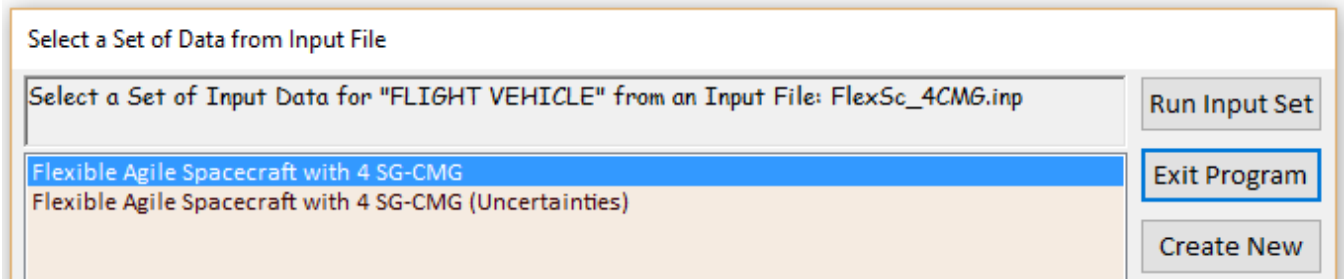 Select a Set of Data from Input File
Select a Set of Input Data for "FLIGHT VEHICLE" from an Input File: FlexSc_4CMG.inp
Run Input Set
Flexible Agile Spacecraft with 4 SG-CMG
Exit Program
Flexible Agile Spacecraft with 4 SG-CMG (Uncertainties)
Create New